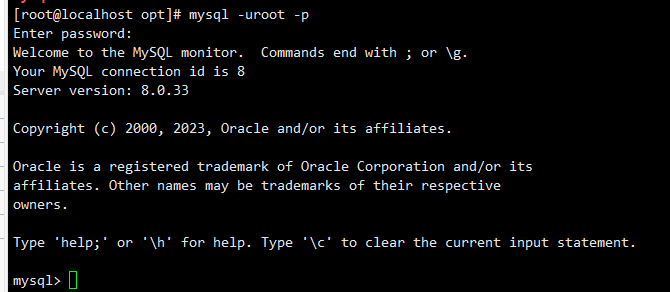 [root@localhost opt]# mysql -uroot -p
Enter password:
Welcome to the MySQL monitor.  Commands end with ; or \g.
Your MySQL connection id is 8
Server version: 8.0.33
Copyright (c) 2000, 2023, Oracle and/or its affiliates.
Oracle is a registered trademark of Oracle Corporation and/or its
affiliates. Other names may be trademarks of their respective
owners.
Type 'help;' or '\h' for help. Type '\c' to clear the current input statement.
mysql>